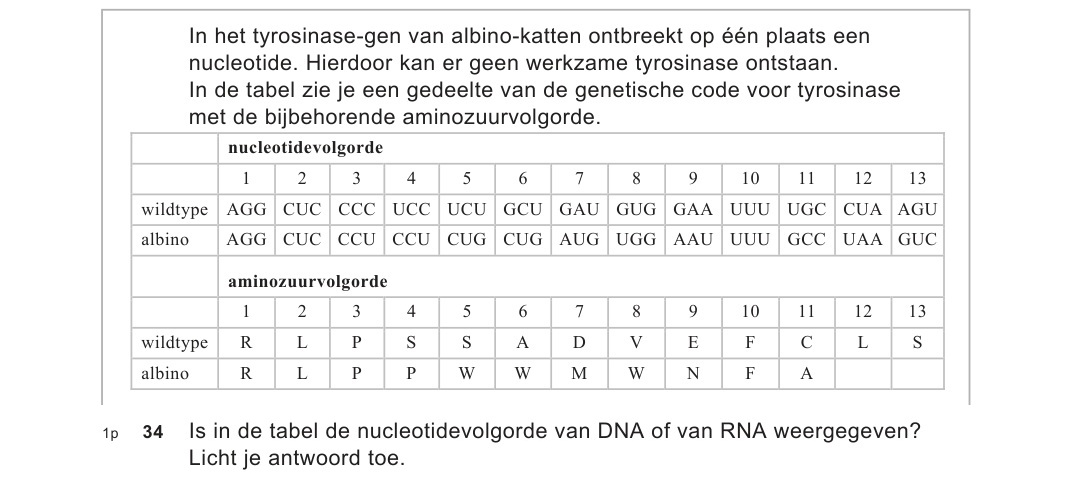 In het tyrosinase-gen van albino-katten ontbreekt op één plaats een
nucleotide. Hierdoor kan er geen werkzame tyrosinase ontstaan.
In de tabel zie je een gedeelte van de genetische code voor tyrosinase
met de bijbehorende aminozuurvolgorde.
nucleotidevolgorde
1 2 3 4 5 6 7 8 9 10 11 12 13
wildtype AGG CUC CCC UCC UCU GCU GAU GUG GAA UUU UGC CUA AGU
albino AGG CUC CCU CCU CUG CUG AUG UGG AAU UUU GCC UAA GUC
aminozuurvolgorde
1 2 3 4 5 6 7 8 9 10 11 12 13
wildtype R L P S S A D V E F C L S
albino R L P P W W M W N F A
1p 34 Is in de tabel de nucleotidevolgorde van DNA of van RNA weergegeven?
Licht je antwoord toe.